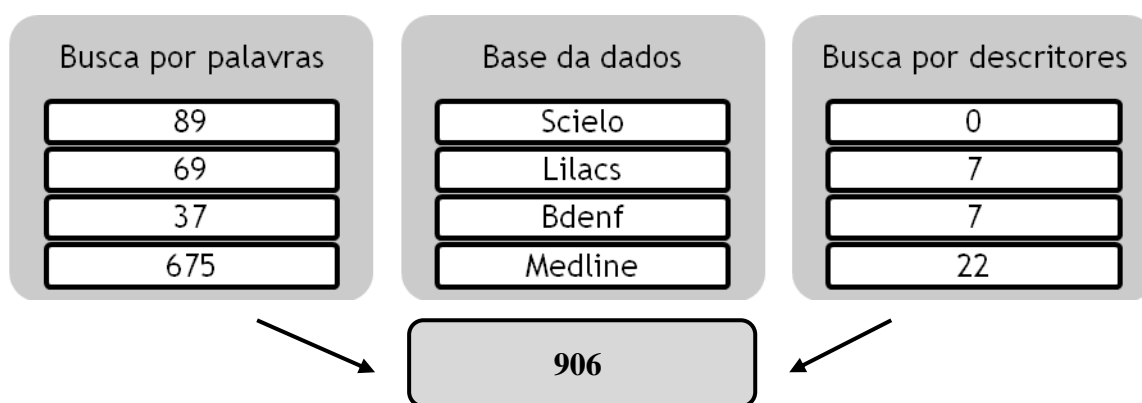 Busca por palavras
89
69
37
675
Base da dados
Scielo
Lilacs
Bdenf
Medline
Busca por descritores
0
7
7
22
906